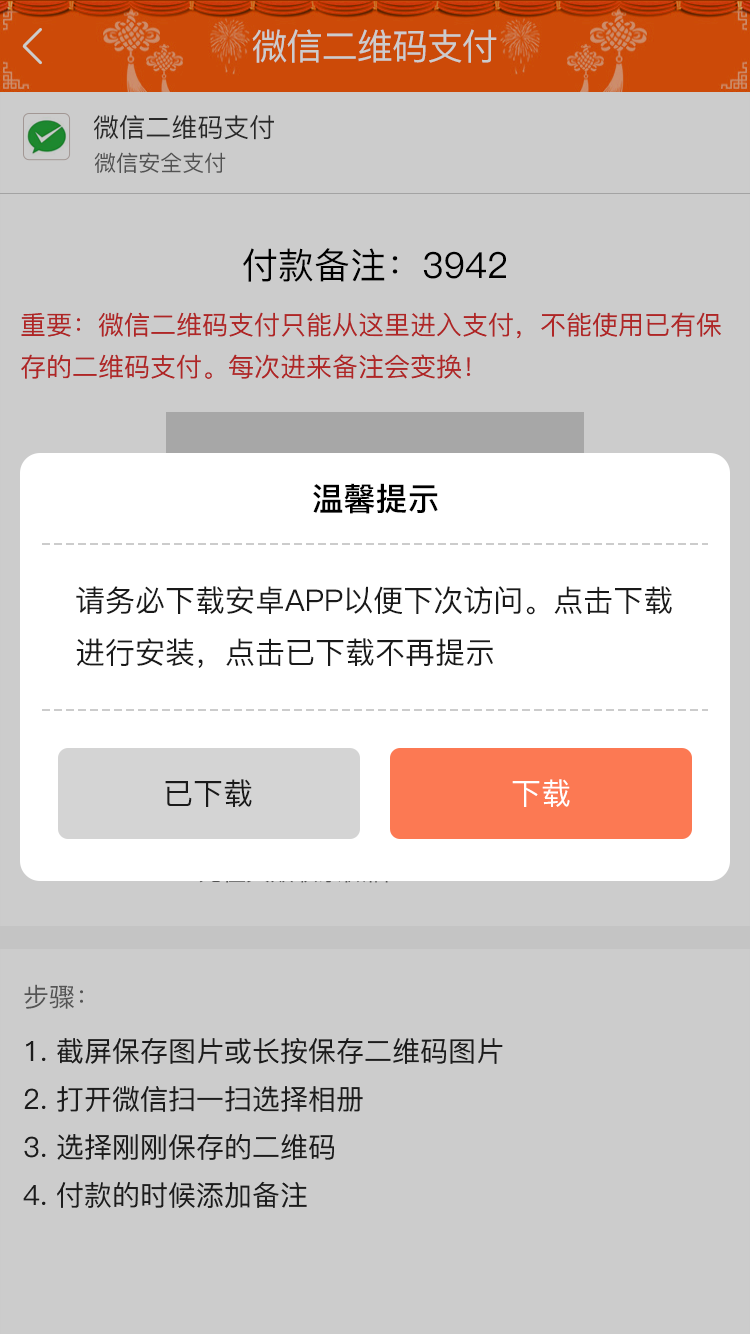 微信二维码支付
微信二维码支付
微信安全支付
付款备注：3942
重要：微信二维码支付只能从这里进入支付，不能使用已有保
存的二维码支付。每次进来备注会变换！
温馨提示
请务必下载安卓APP以便下次访问。点击下载
进行安装，点击已下载不再提示
已下载
下载
步骤：
1. 截屏保存图片或长按保存二维码图片
2. 打开微信扫一扫选择相册
3. 选择刚刚保存的二维码
4. 付款的时候添加备注